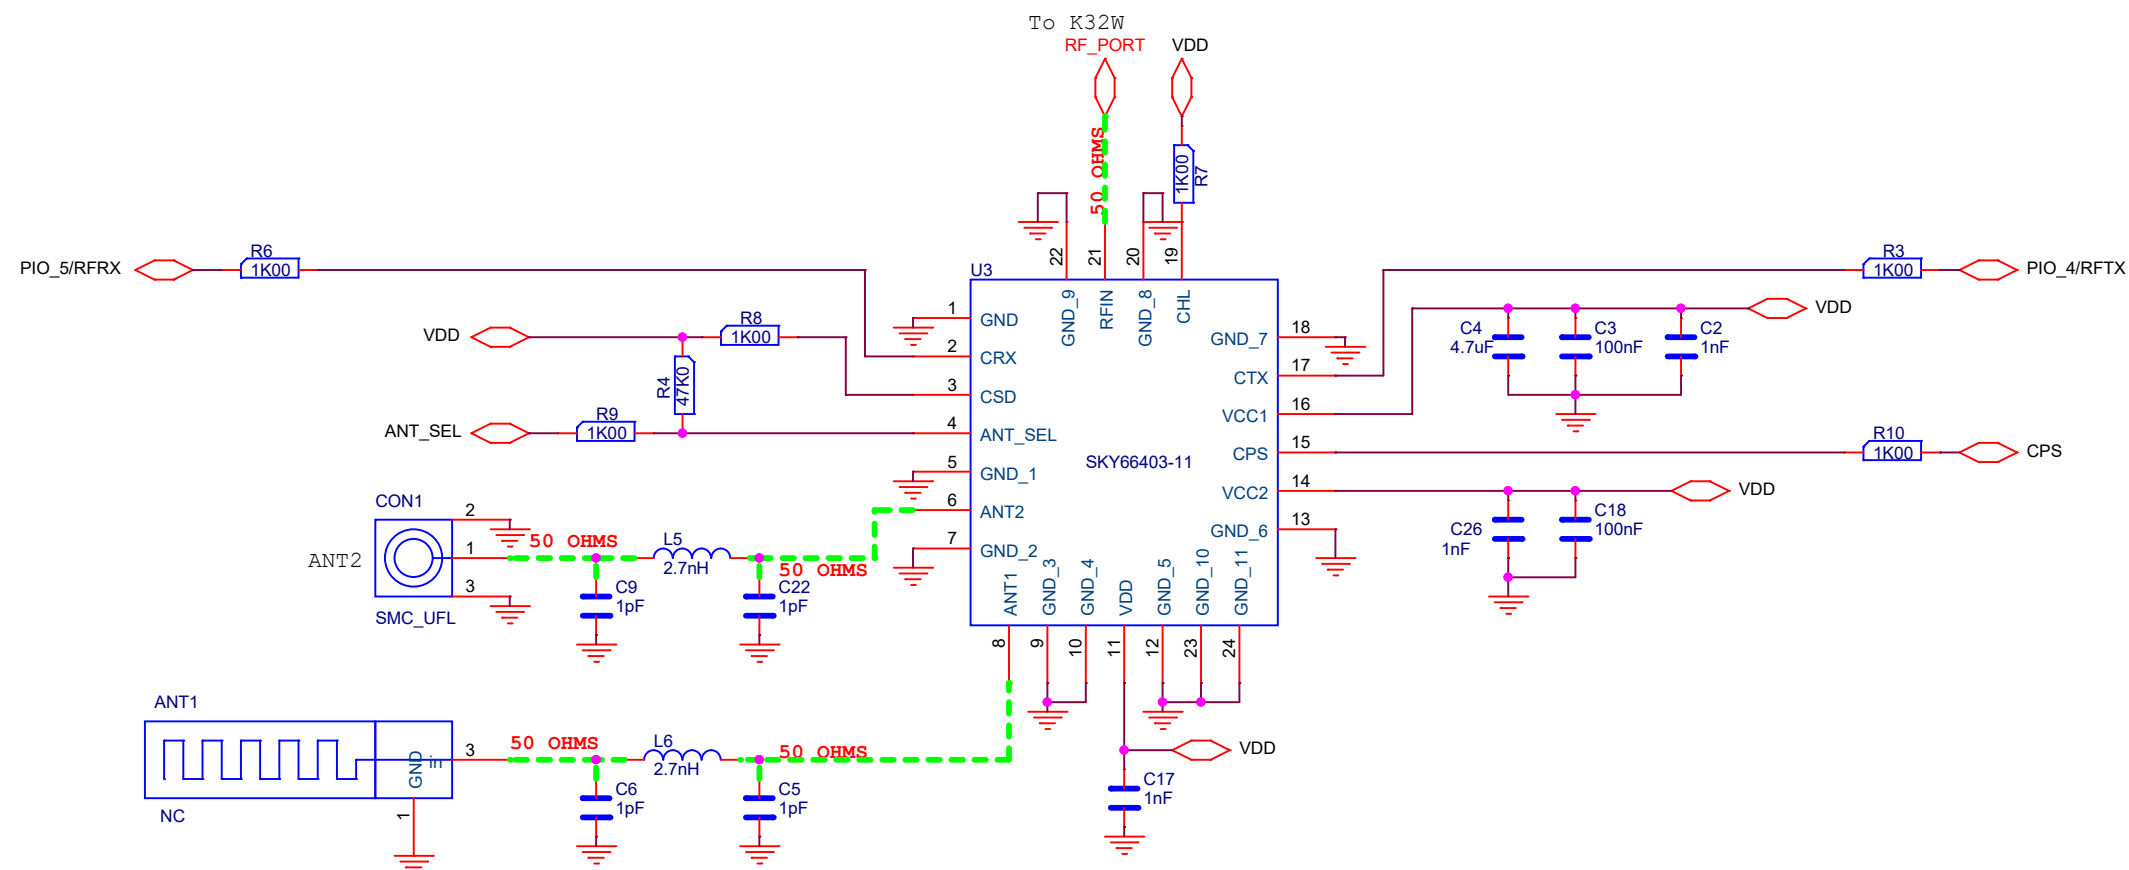 To K32W
RF_PORT
VDD
50 OHMS
1K00
R7
22
21
20
19
PIO_5/RFRX
R6
1K00
U3
GND_9
RFIN
GND_8
CHL
R3
1K00
PIO_4/RFTX
1
GND
2
CRX
3
CSD
4
ANT_SEL
5
GND_1
6
ANT2
7
GND_2
VDD
R8
1K00
R4
47K0
ANT_SEL
R9
1K00
SKY66403-11
GND_7
18
CTX
17
VCC1
16
CPS
15
VCC2
14
GND_6
13
C4
4.7uF
C3
100nF
C2
1nF
VDD
R10
1K00
CPS
C26
1nF
C18
100nF
VDD
CON1
2
1
3
ANT2
SMC_UFL
50 OHMS
L5
2.7nH
50 OHMS
C9
1pF
C22
1pF
ANT1
GND_3
GND_4
VDD
GND_5
GND_10
GND_11
8
9
10
11
12
23
24
ANT1
GND
in
3
1
NC
50 OHMS
L6
2.7nH
50 OHMS
C6
1pF
C5
1pF
VDD
C17
1nF